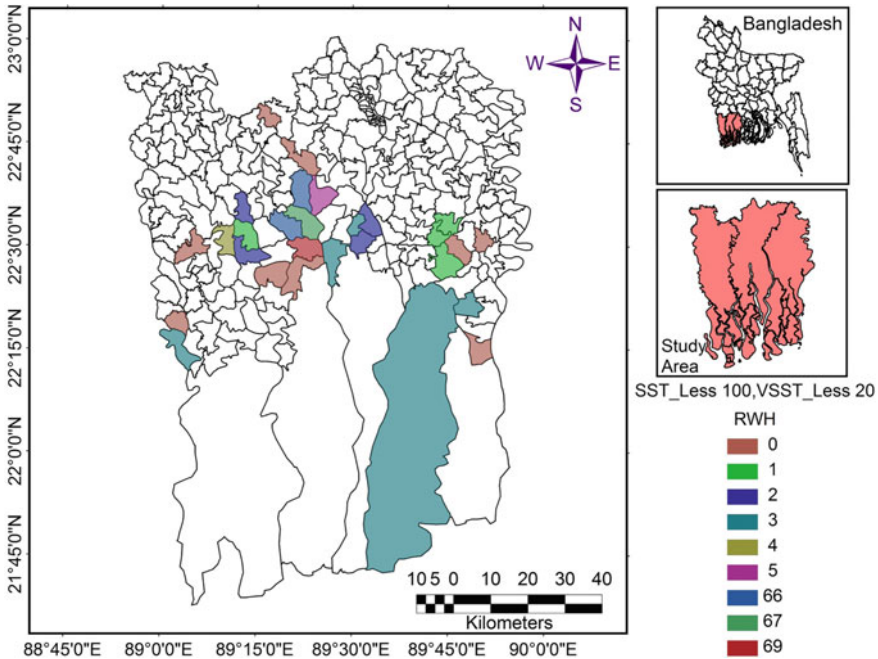 23°0'0"N
22°45'0"N
22°30'0"N
22°15'0"N
22°0'0"N
21°45'0"N
N
W E
S
10 5 0 10 20 30 40
Kilometers
88°45'0"E 89°0'0"E 89°15'0"E 89°30'0"E 89°45'0"E 90°0'0"E
Bangladesh
Study
Area
SST_Less 100,VSST_Less 20
RWH
0
1
2
3
4
5
66
67
69